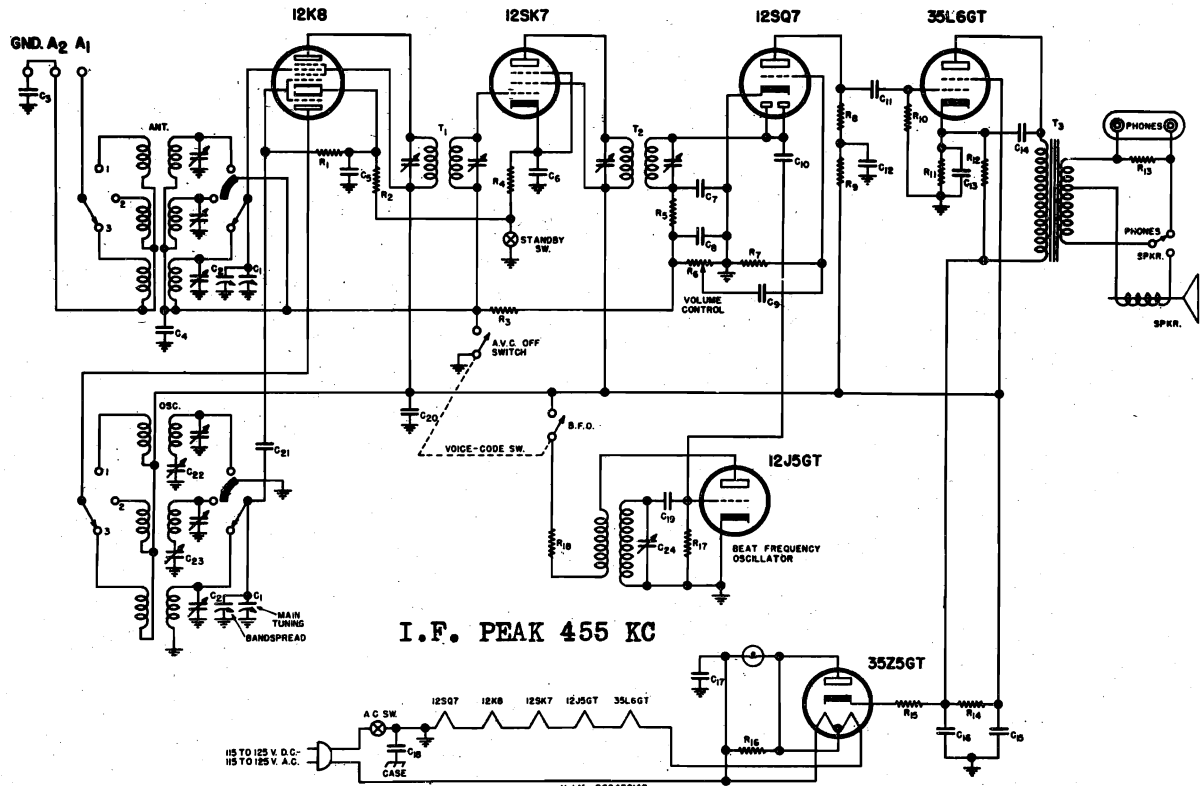 12K8
12SK7
12SQ7
35L6GT
GND. A2 A1
C3
ANT.
1
2
3
C2
C1
C4
R1
C5
R2
T1
R4
C6
STANDBY
SW.
T2
C7
R5
C8
R6
VOLUME
CONTROL
R7
C9
C10
R8
R9
C11
C12
R10
R11
C13
R12
C14
T3
PHONES
R13
PHONES
SPKR.
SPKR.
R3
A.V.C. OFF
SWITCH
OSC.
1
2
3
C22
C23
C21
C2
C1
MAIN
TUNING
BANDSPREAD
C20
VOICE-CODE SW.
B.F.O.
12J5GT
R18
C24
C19
R17
BEAT FREQUENCY
OSCILLATOR
I.F. PEAK 455 KC
C17
35Z5GT
R16
R15
R14
C16
C15
A C SW.
12SQ7
12K8
12SK7
12J5GT
35L6GT
C18
CASE
115 TO 125 V. D.C.-
115 TO 125 V. A.C.